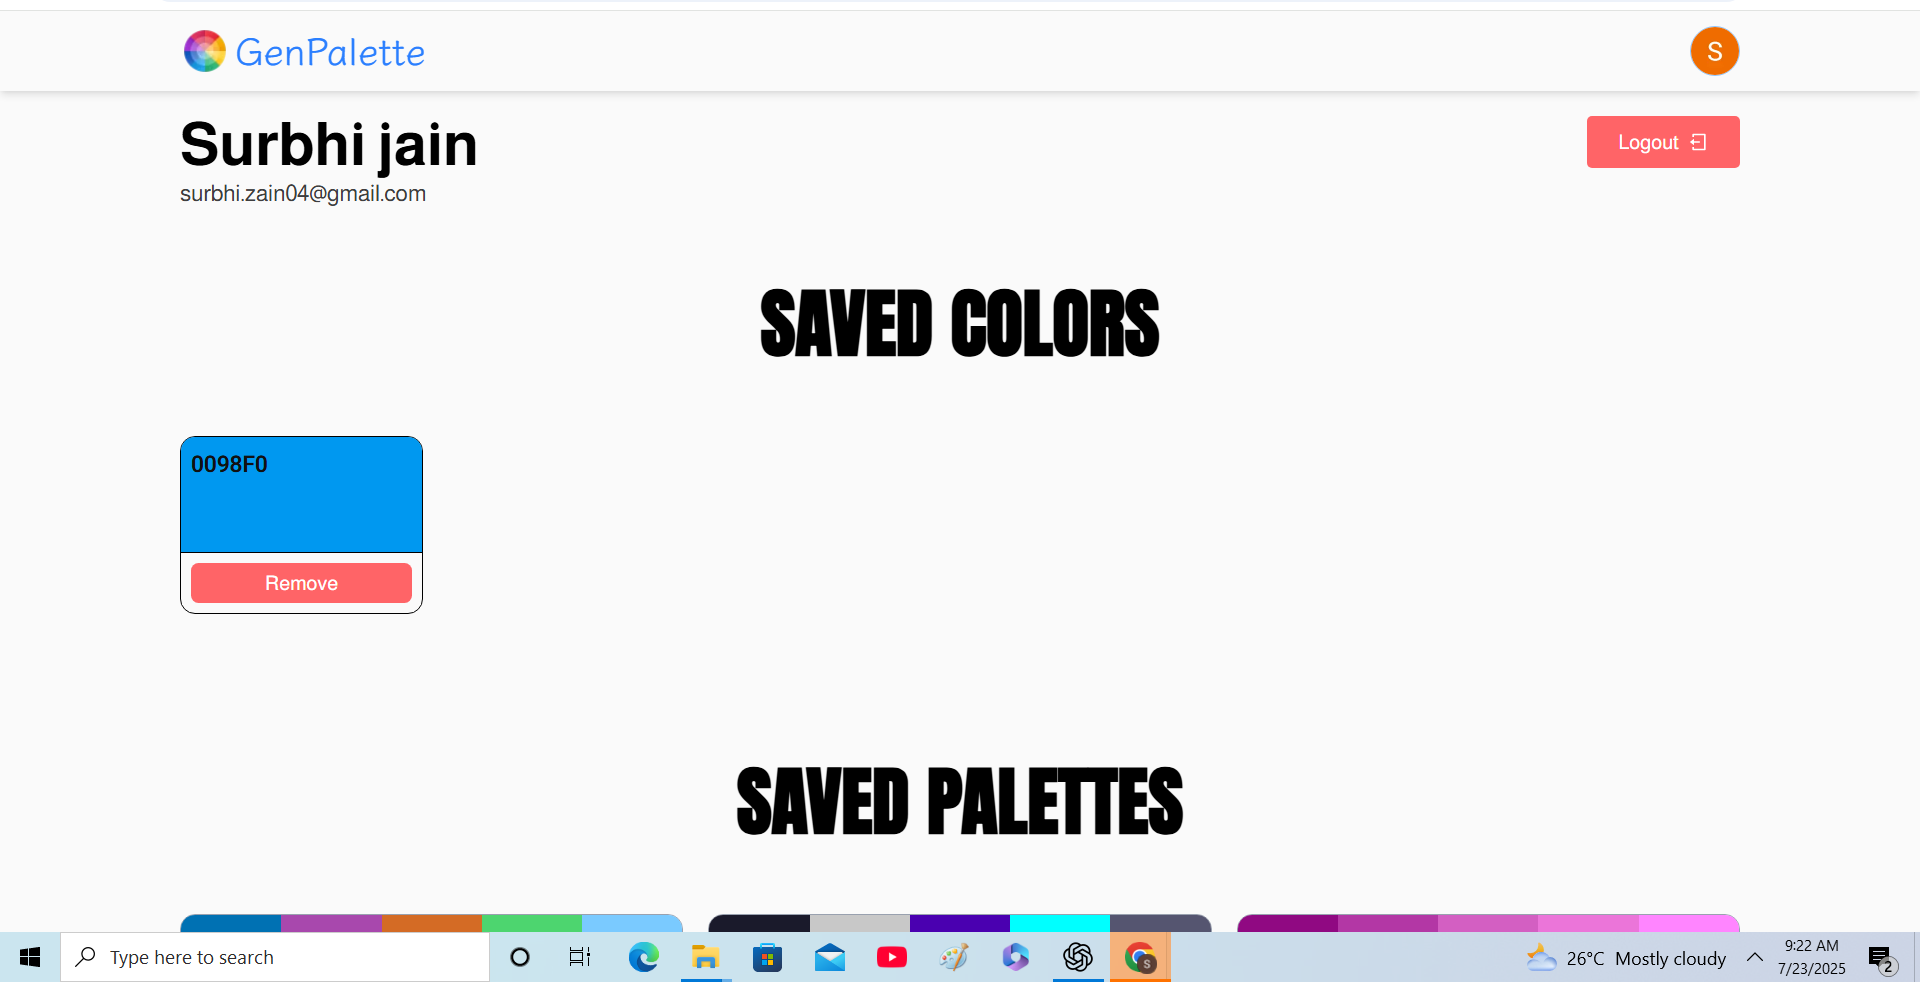 GenPalette
S
Surbhi jain
Logout
surbhi.zain04@gmail.com
SAVED COLORS
0098F0
Remove
SAVED PALETTES
Type here to search
S
26°C Mostly cloudy
9:22 AM
7/23/2025
2